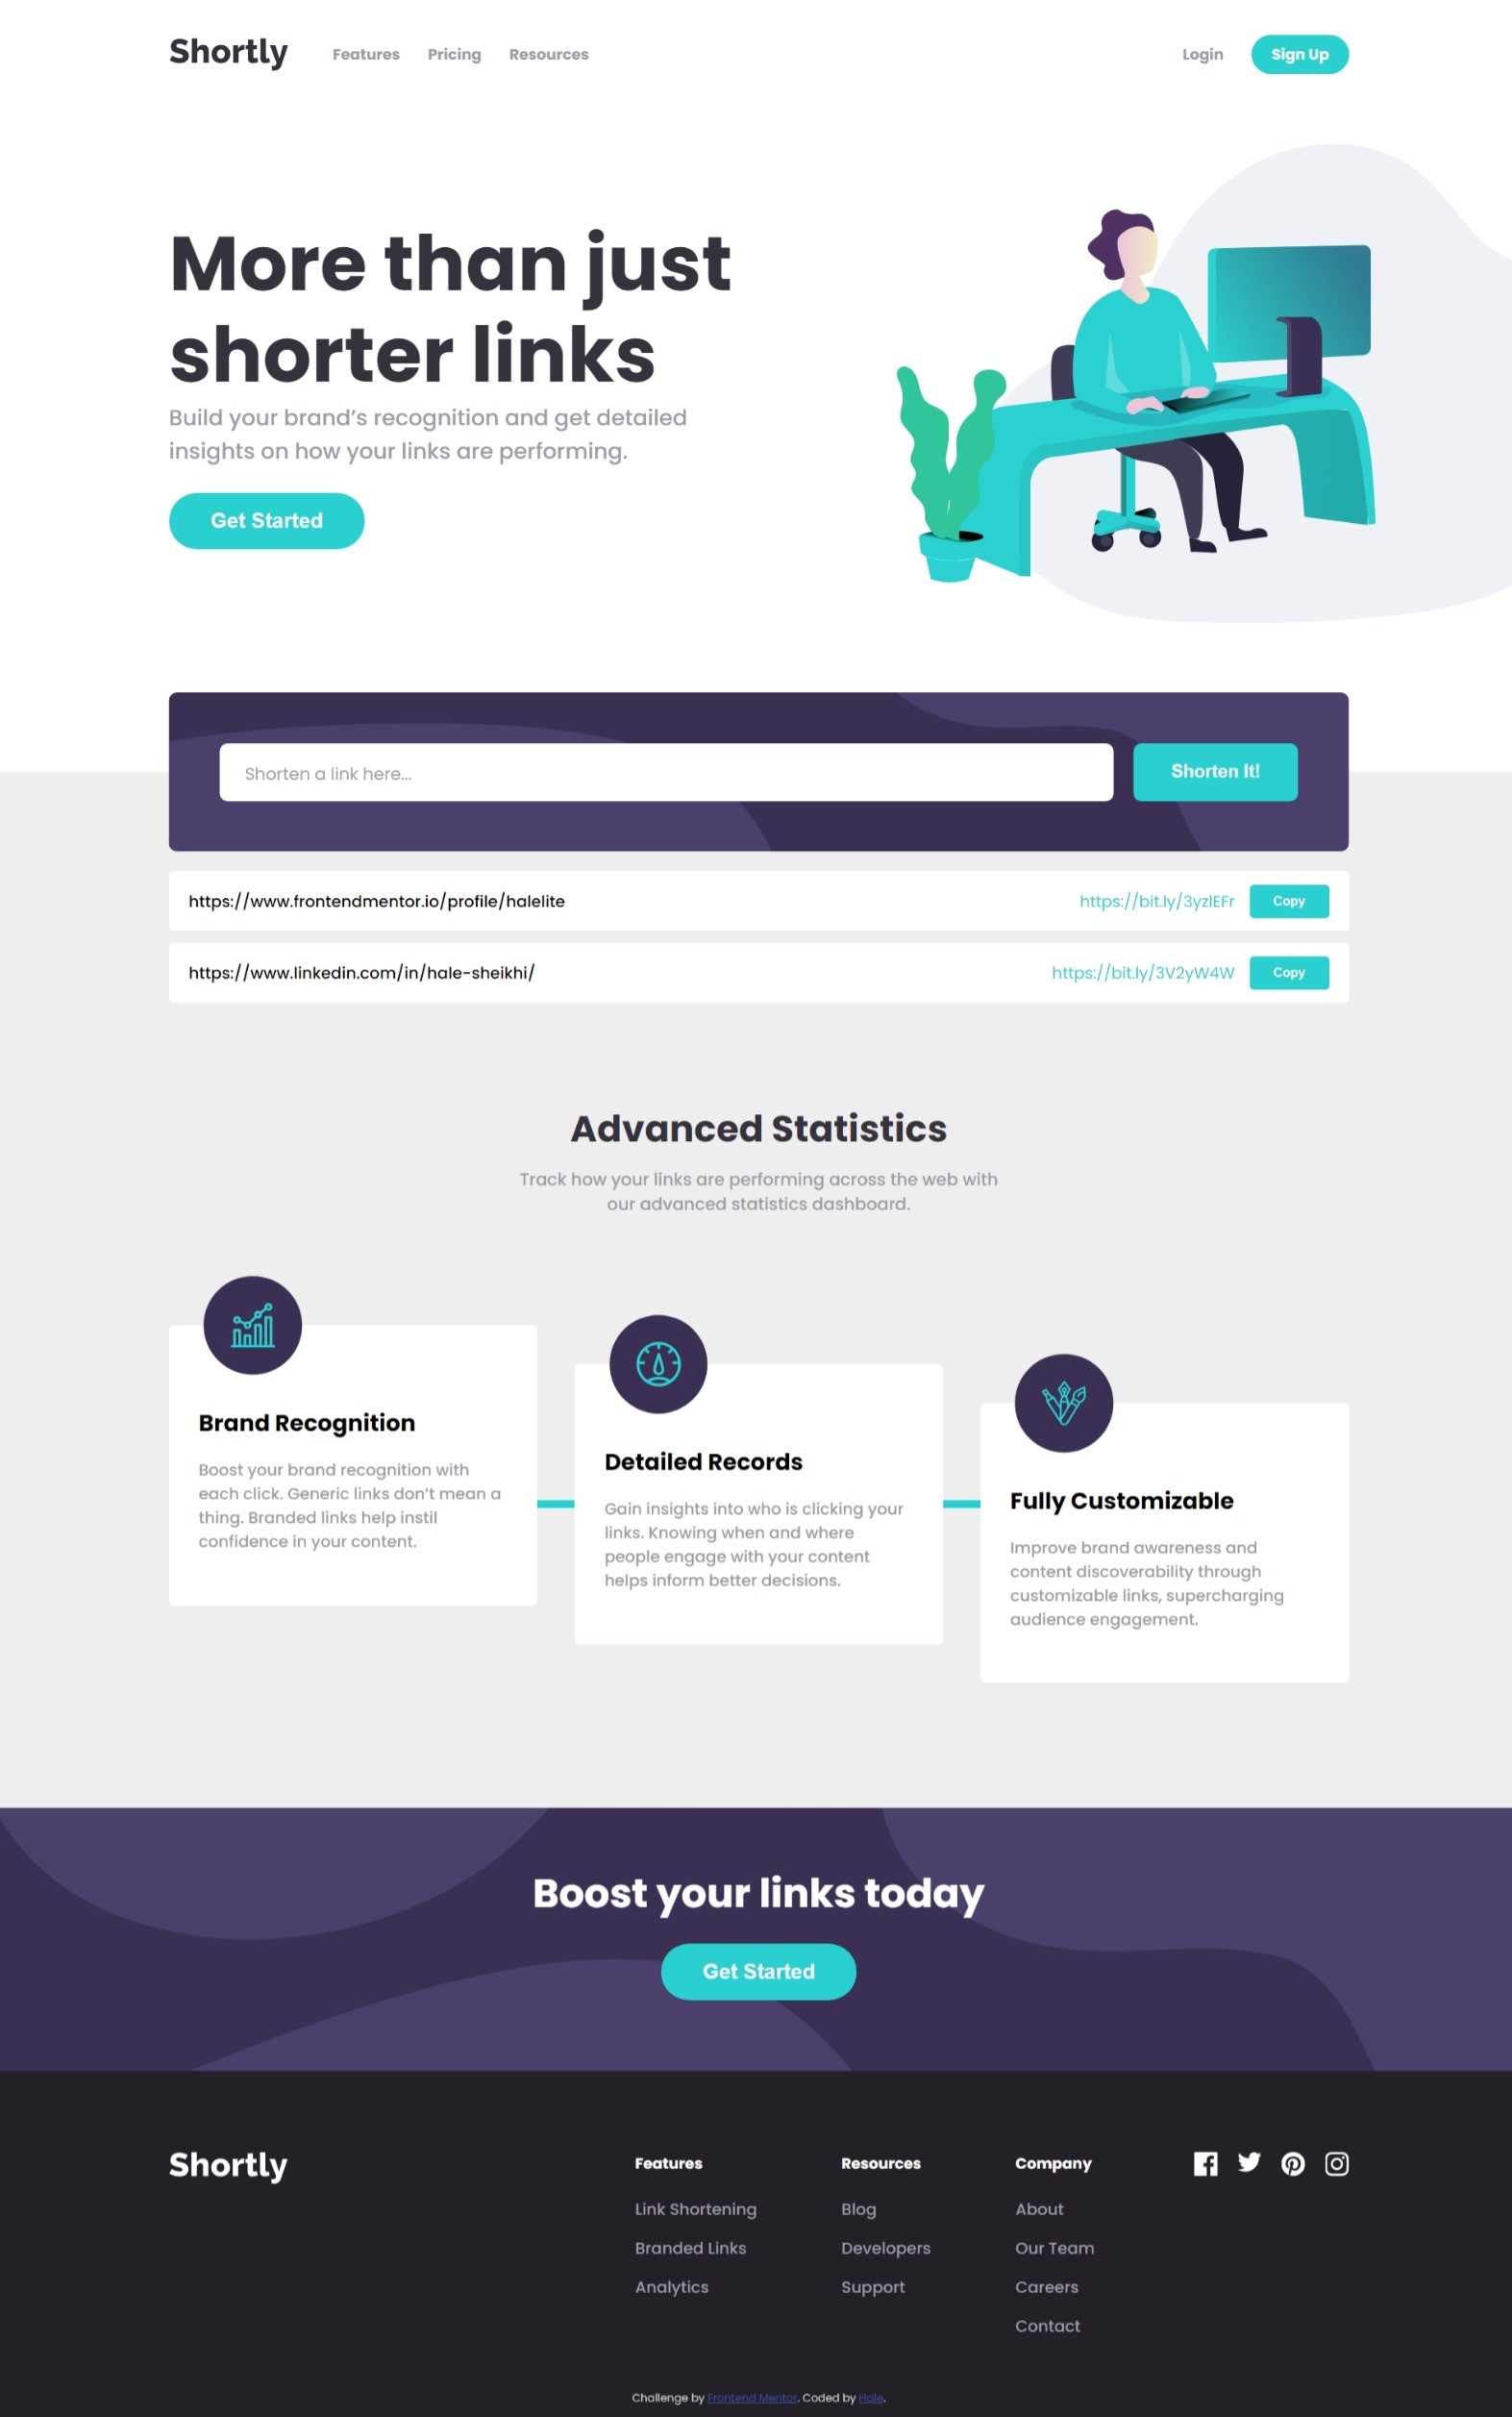 Shortly
Features Pricing Resources
Login
Sign Up
More than just
shorter links
Build your brand’s recognition and get detailed
insights on how your links are performing.
Get Started
Shorten a link here...
Shorten It!
https://www.frontendmentor.io/profile/halelite
https://bit.ly/3yzlEFr
Copy
https://www.linkedin.com/in/hale-sheikhi/
https://bit.ly/3V2yW4W
Copy
Advanced Statistics
Track how your links are performing across the web with
our advanced statistics dashboard.
Brand Recognition
Boost your brand recognition with
each click. Generic links don’t mean a
thing. Branded links help instil
confidence in your content.
Detailed Records
Gain insights into who is clicking your
links. Knowing when and where
people engage with your content
helps inform better decisions.
Fully Customizable
Improve brand awareness and
content discoverability through
customizable links, supercharging
audience engagement.
Boost your links today
Get Started
Shortly
Features
Link Shortening
Branded Links
Analytics
Resources
Blog
Developers
Support
Company
About
Our Team
Careers
Contact
Challenge by Frontend Mentor. Coded by Hale.